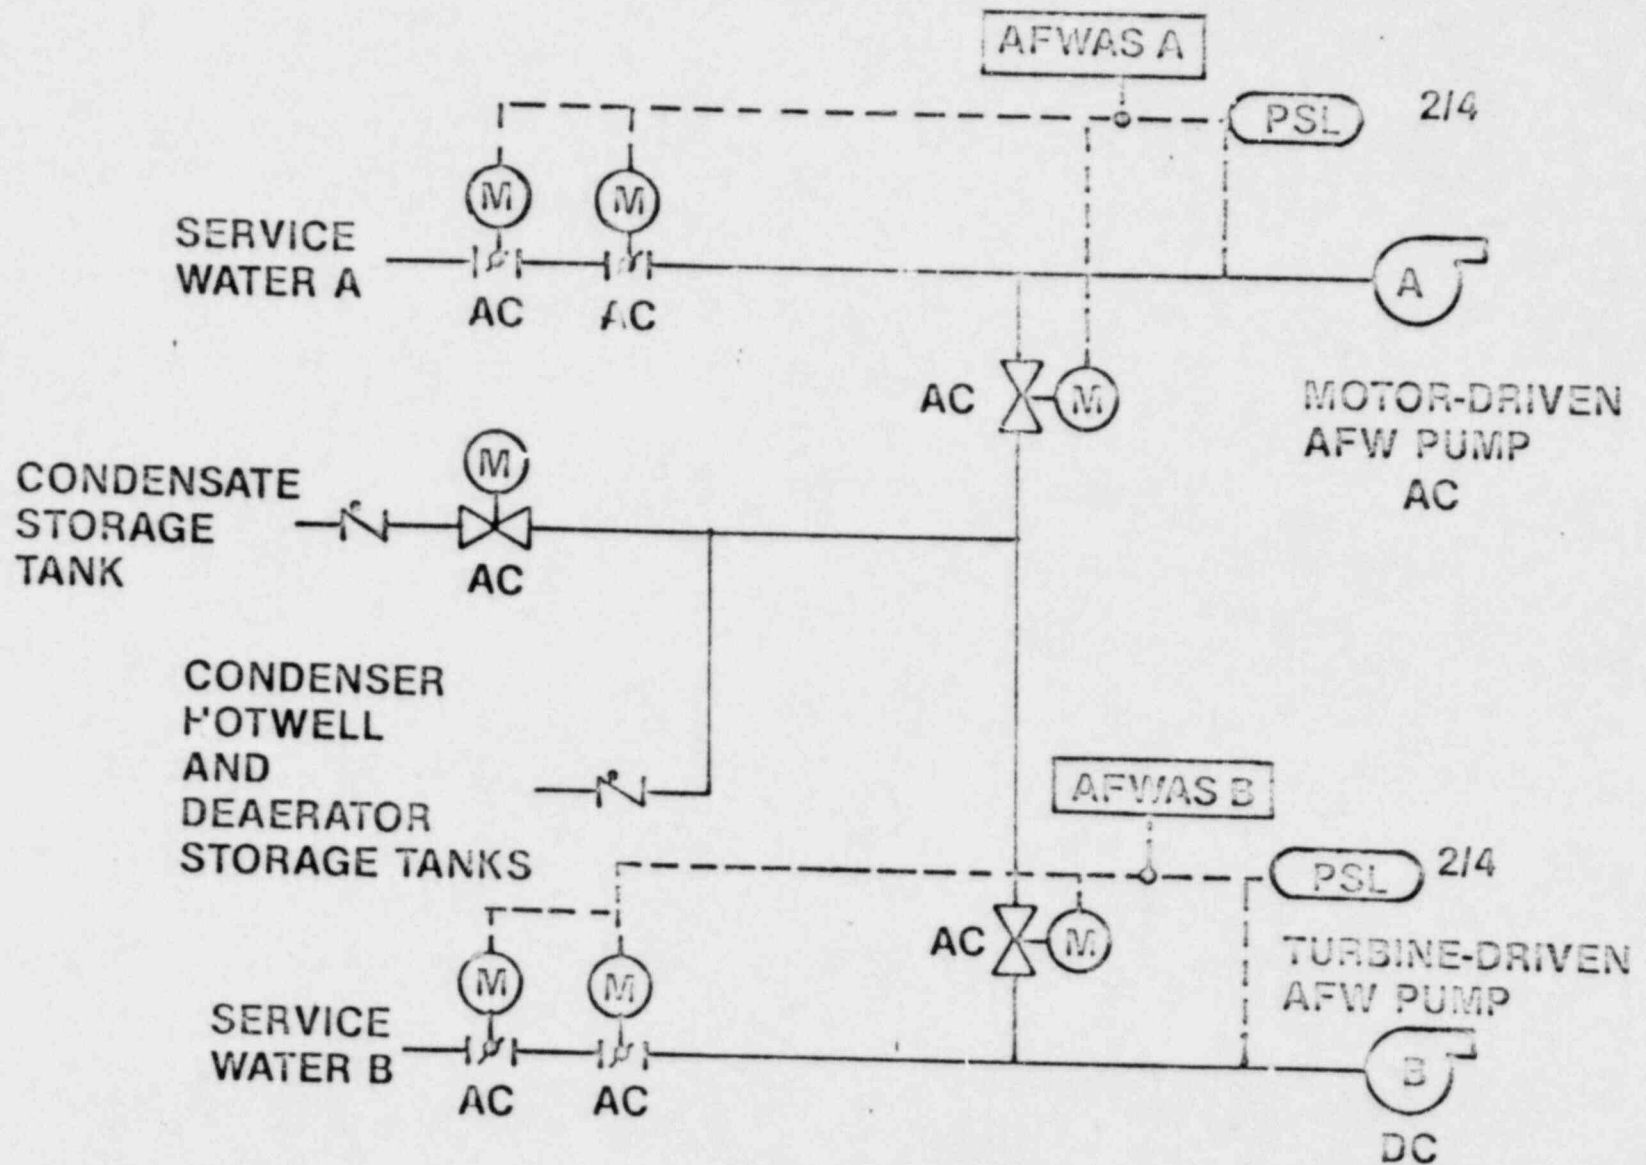 AFWAS A
PSL 2/4
M M
SERVICE
WATER A
AC AC
A
AC M
MOTOR-DRIVEN
AFW PUMP
AC
M
CONDENSATE
STORAGE
TANK
AC
CONDENSER
HOTWELL
AND
DEAERATOR
STORAGE TANKS
AFWAS B
PSL 2/4
AC M
TURBINE-DRIVEN
AFW PUMP
M M
SERVICE
WATER B
AC AC
B
DC